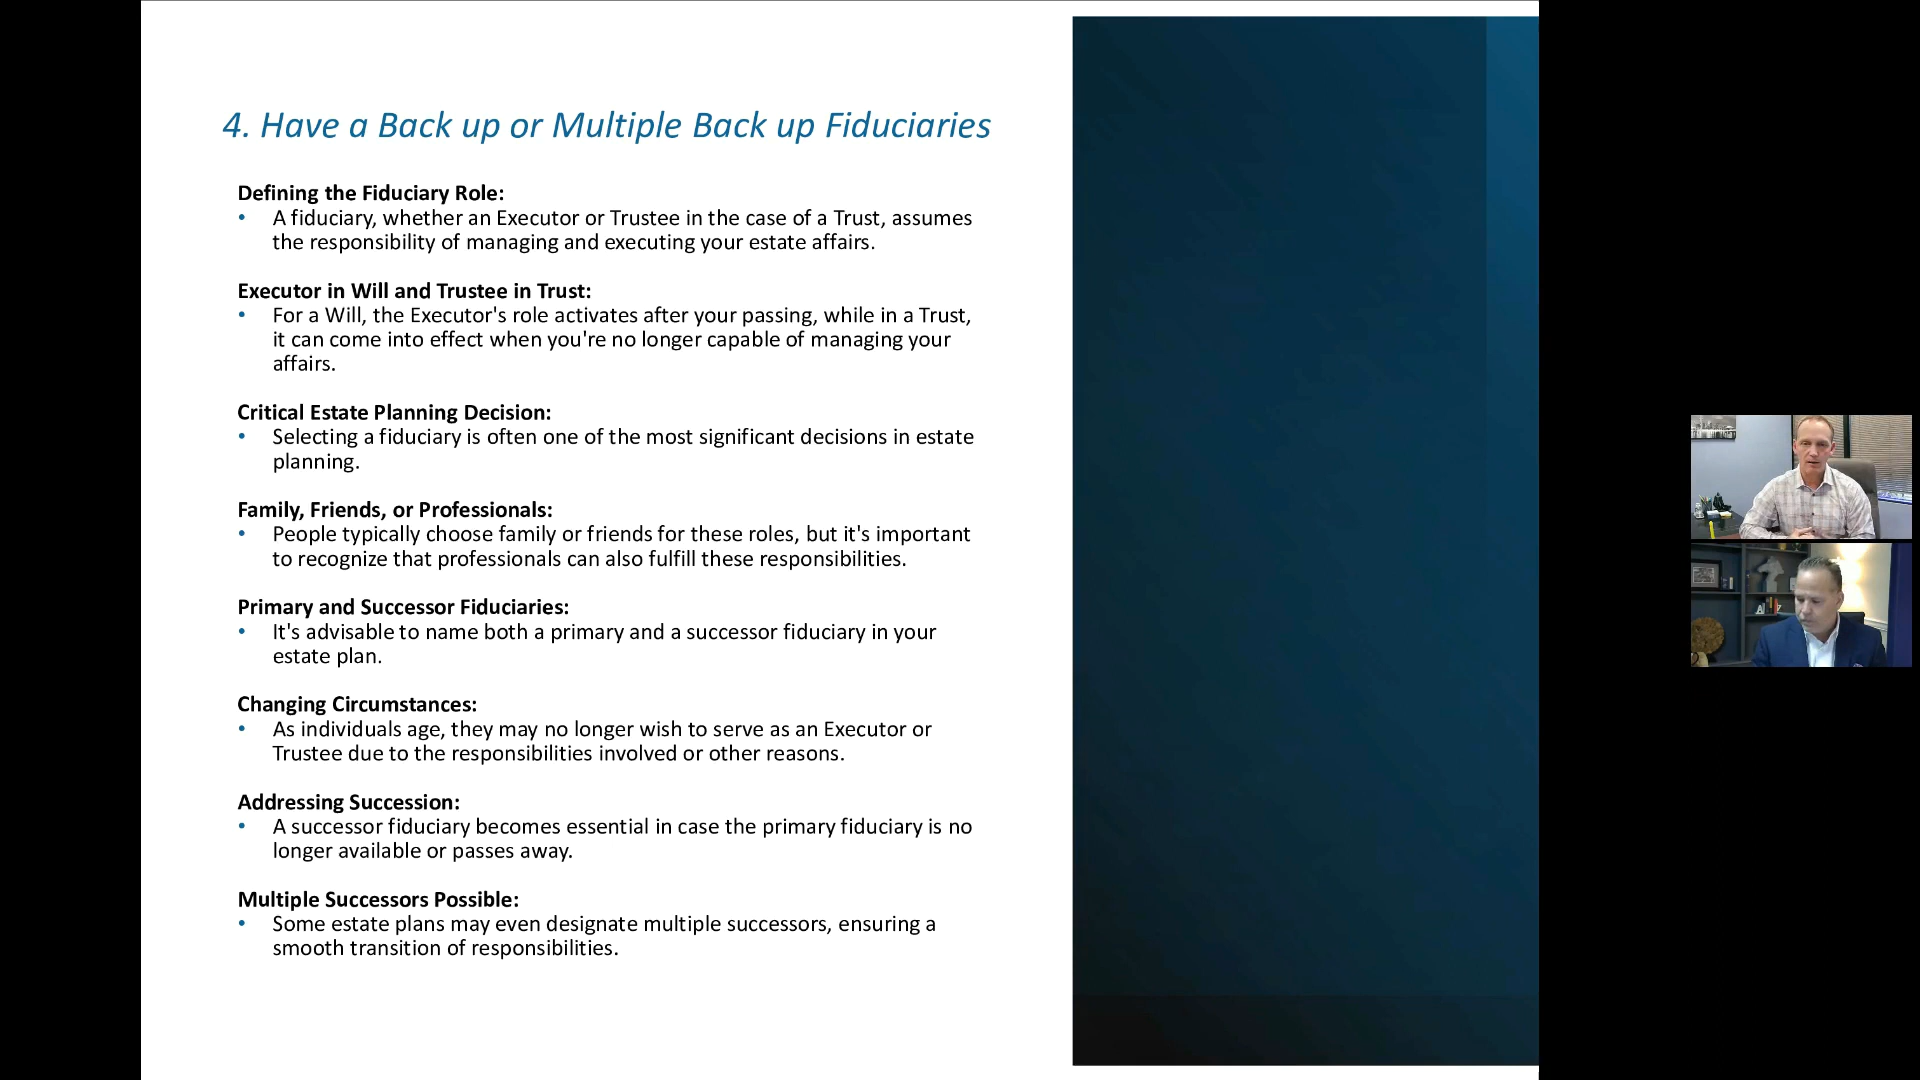 4. Have a Back up or Multiple Back up Fiduciaries
Defining the Fiduciary Role:
• A fiduciary, whether an Executor or Trustee in the case of a Trust, assumes
the responsibility of managing and executing your estate affairs.
Executor in Will and Trustee in Trust:
• For a Will, the Executor's role activates after your passing, while in a Trust,
it can come into effect when you're no longer capable of managing your
affairs.
Critical Estate Planning Decision:
• Selecting a fiduciary is often one of the most significant decisions in estate
planning.
Family, Friends, or Professionals:
• People typically choose family or friends for these roles, but it's important
to recognize that professionals can also fulfill these responsibilities.
Primary and Successor Fiduciaries:
• It's advisable to name both a primary and a successor fiduciary in your
estate plan.
Changing Circumstances:
• As individuals age, they may no longer wish to serve as an Executor or
Trustee due to the responsibilities involved or other reasons.
Addressing Succession:
• A successor fiduciary becomes essential in case the primary fiduciary is no
longer available or passes away.
Multiple Successors Possible:
• Some estate plans may even designate multiple successors, ensuring a
smooth transition of responsibilities.